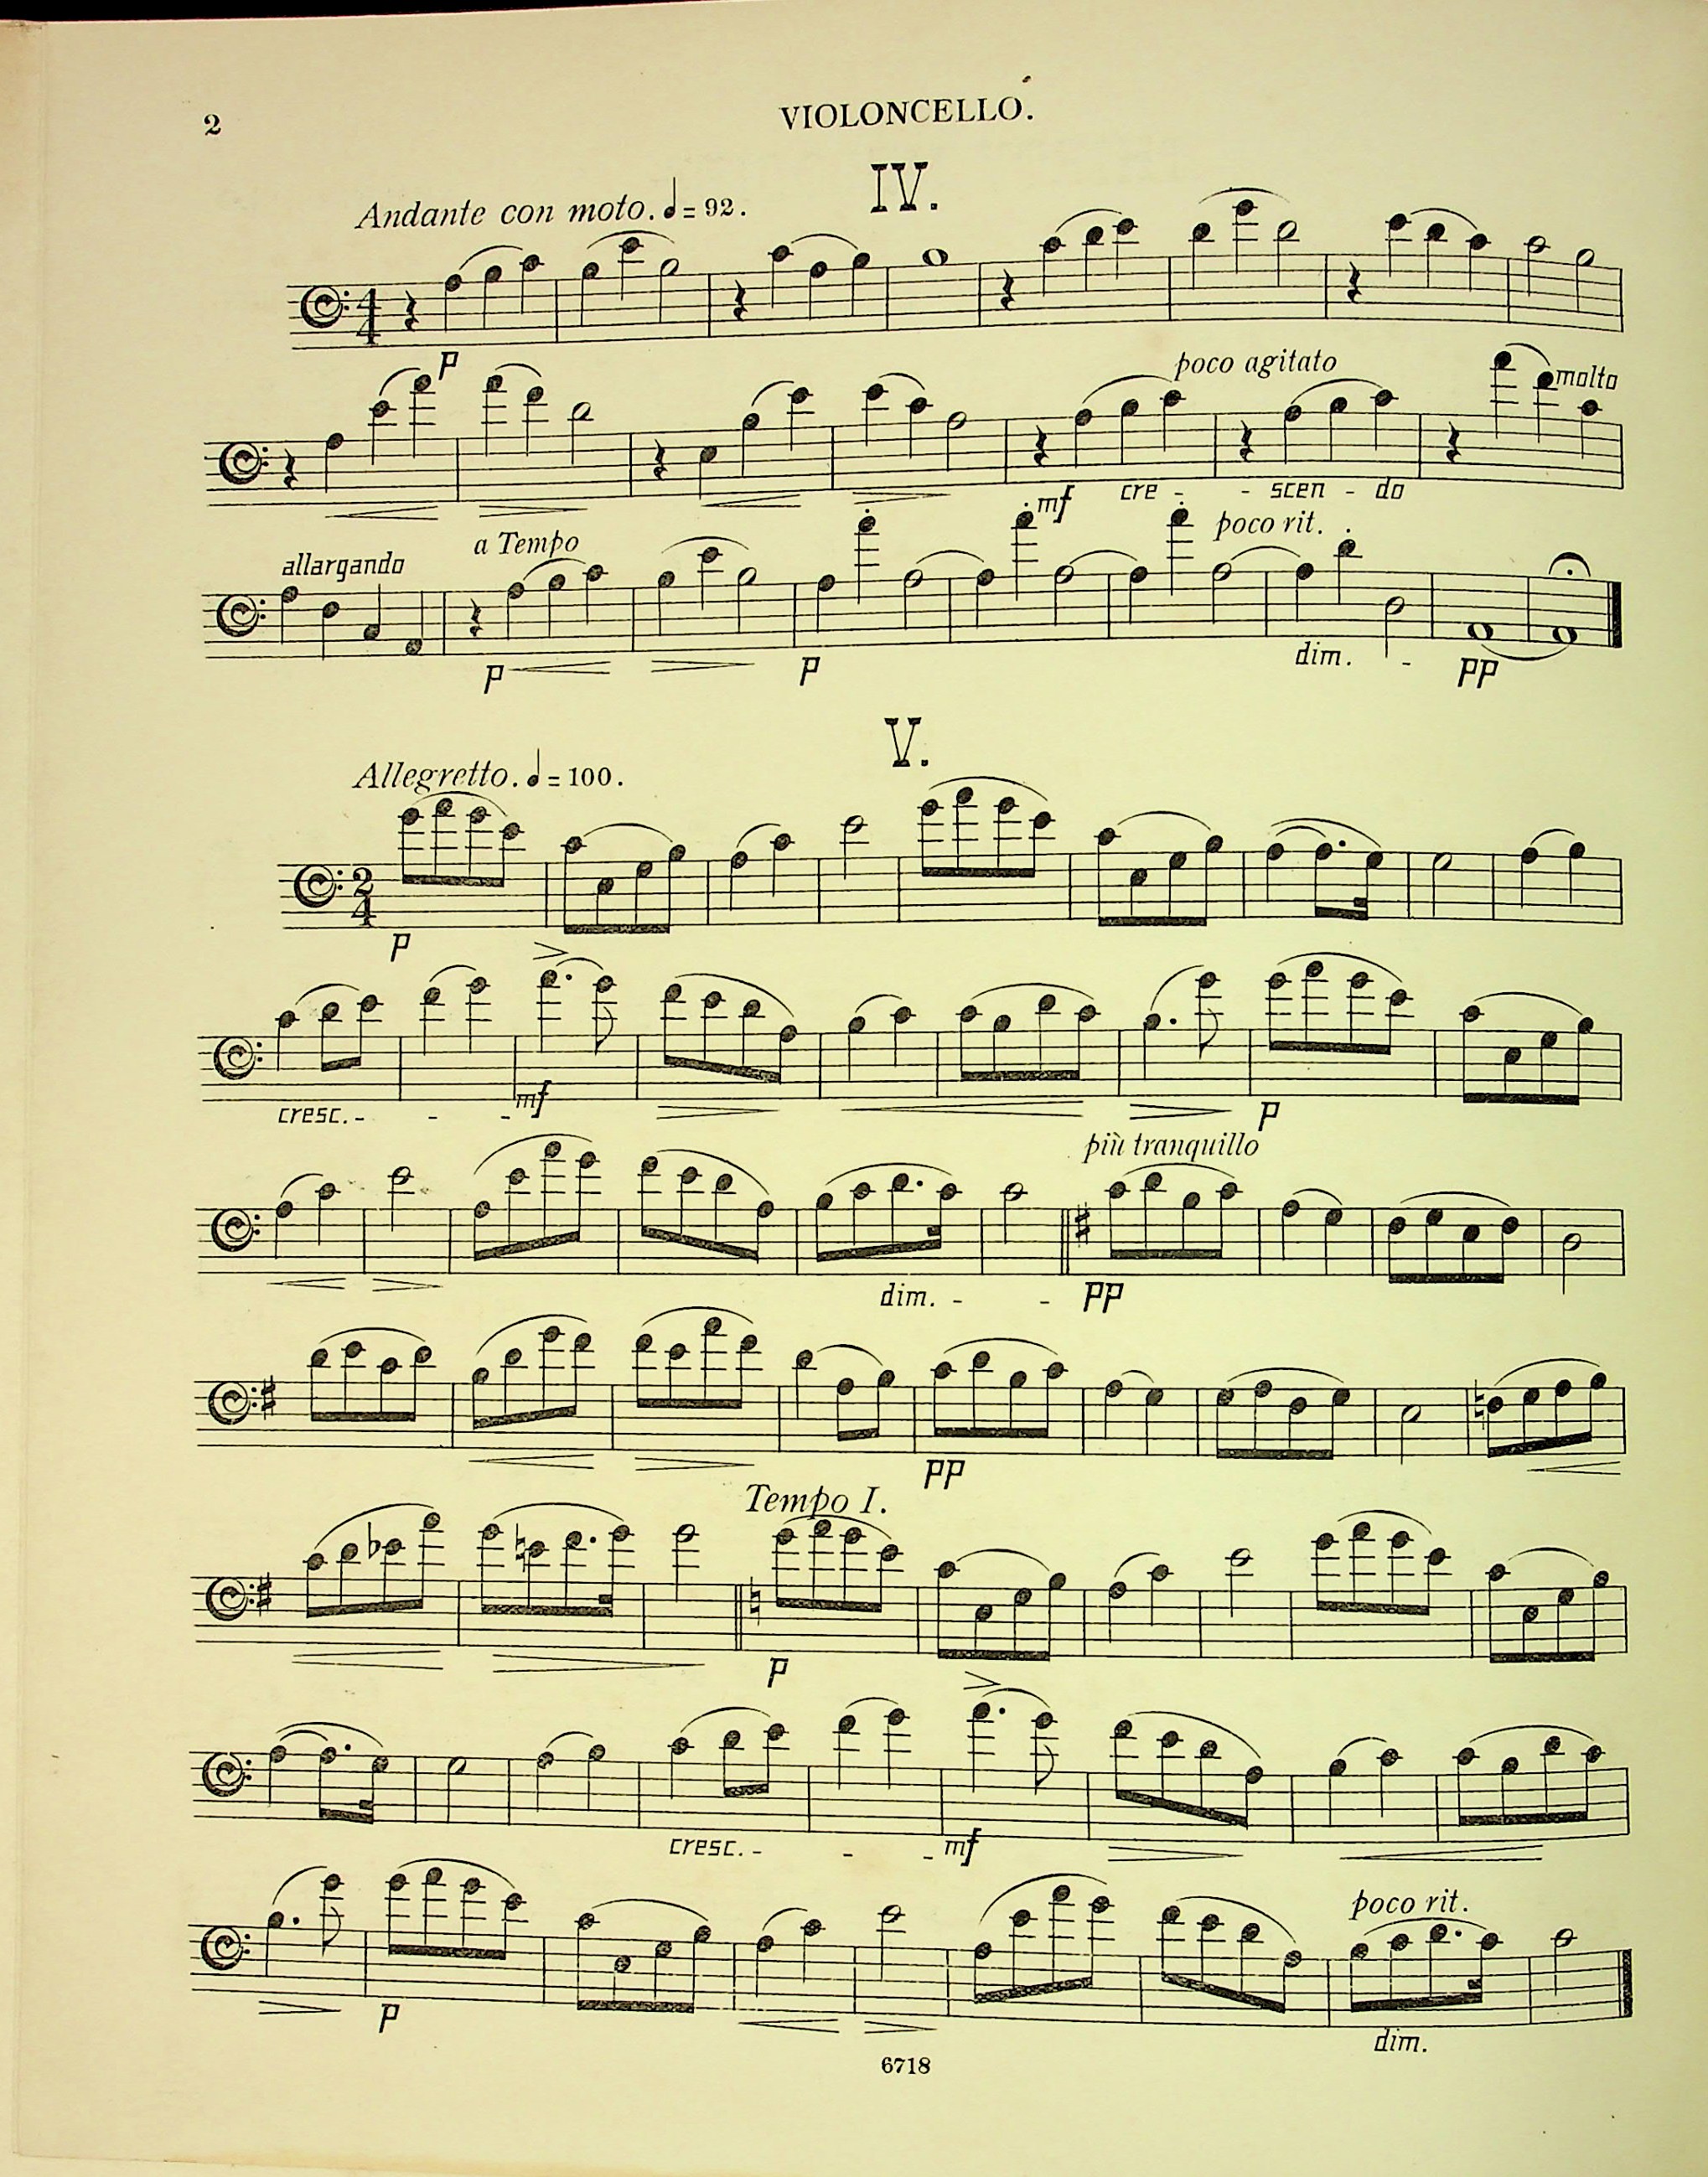 2
VIOLONCELLO.
IV.
Andante con moto. ♩= 92.
4
4
p
poco agitato
molto
mf cre - - scen - do
allargando
a Tempo
poco rit.
p
p
dim. -
pp
V.
Allegretto. ♩= 100.
2
4
p
cresc. - - - mf
p
più tranquillo
dim. - -
pp
pp
Tempo I.
p
cresc. - - - mf
poco rit.
p
dim.
6718